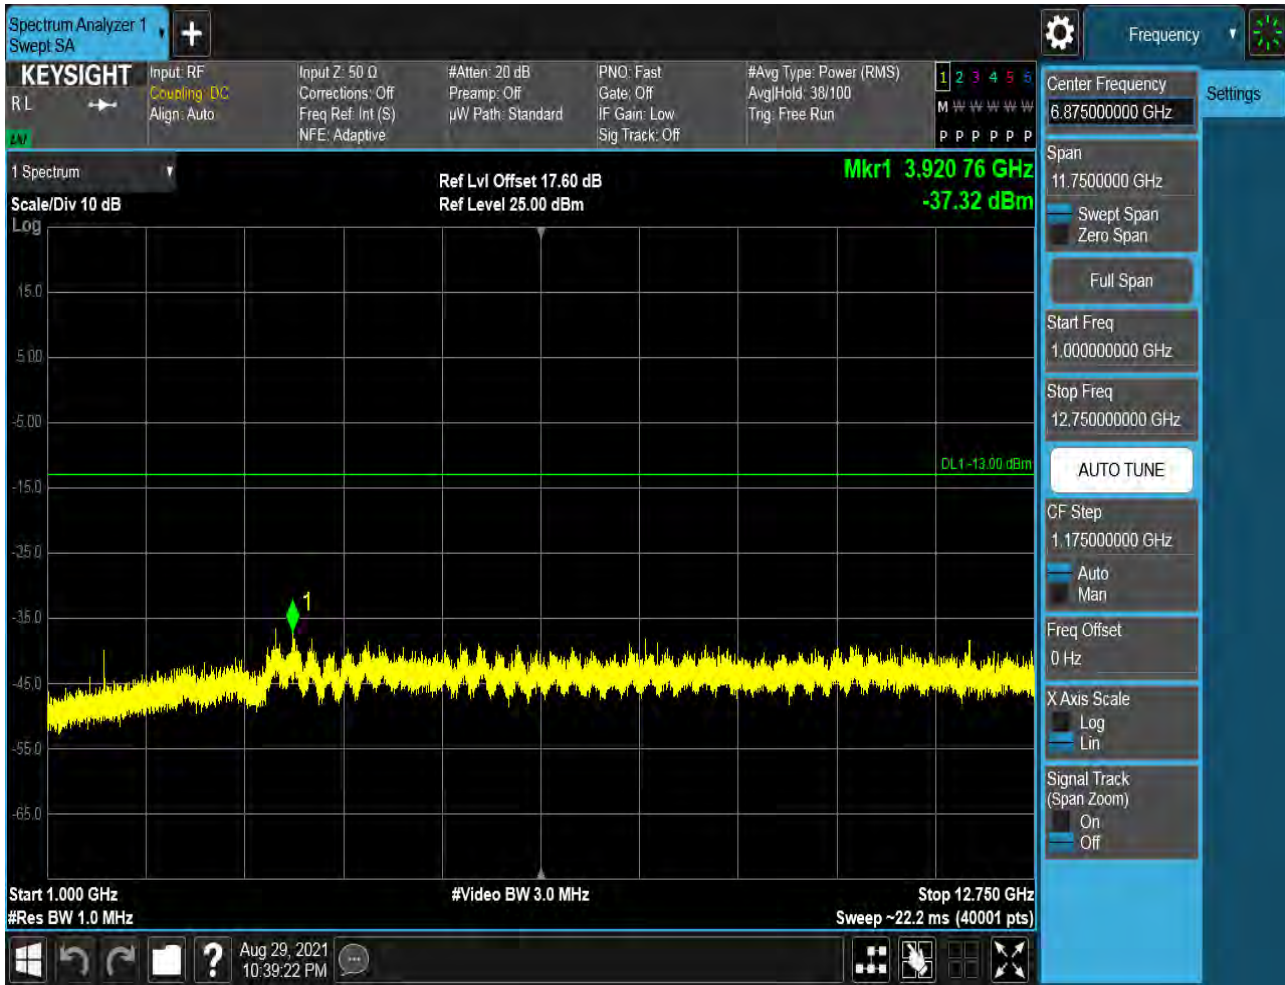 Spectrum Analyzer 1
Swept SA
Frequency
KEYSIGHT
R L
Input: RF
Coupling: DC
Align: Auto
Input Z: 50 Ω
Corrections: Off
Freq Ref: Int (S)
NFE: Adaptive
#Atten: 20 dB
Preamp: Off
µW Path: Standard
PNO: Fast
Gate: Off
IF Gain: Low
Sig Track: Off
#Avg Type: Power (RMS)
Avg|Hold: 38/100
Trig: Free Run
1 2 3 4 5 6
M W W W W W
P P P P P P
1 Spectrum
Scale/Div 10 dB
Log
Ref Lvl Offset 17.60 dB
Ref Level 25.00 dBm
Mkr1 3.920 76 GHz
-37.32 dBm
15.0
5.00
-5.00
DL1 -13.00 dBm
-15.0
-25.0
1
-35.0
-45.0
-55.0
-65.0
Start 1.000 GHz
#Res BW 1.0 MHz
#Video BW 3.0 MHz
Stop 12.750 GHz
Sweep ~22.2 ms (40001 pts)
Aug 29, 2021
10:39:22 PM
Center Frequency
6.875000000 GHz
Settings
Span
11.7500000 GHz
Swept Span
Zero Span
Full Span
Start Freq
1.000000000 GHz
Stop Freq
12.750000000 GHz
AUTO TUNE
CF Step
1.175000000 GHz
Auto
Man
Freq Offset
0 Hz
X Axis Scale
Log
Lin
Signal Track
(Span Zoom)
On
Off